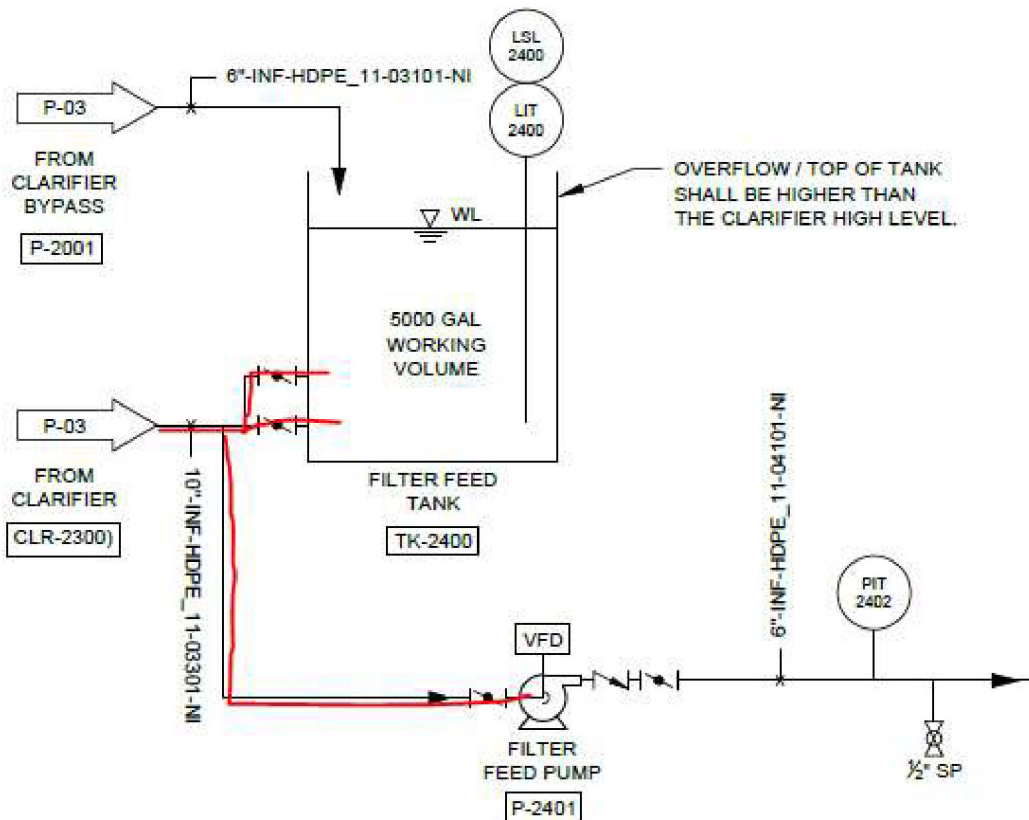 LSL
2400
6"-INF-HDPE_11-03101-NI
P-03
LIT
2400
FROM
CLARIFIER
BYPASS
P-2001
OVERFLOW / TOP OF TANK
SHALL BE HIGHER THAN
THE CLARIFIER HIGH LEVEL.
WL
5000 GAL
WORKING
VOLUME
P-03
FROM
CLARIFIER
CLR-2300)
10"-INF-HDPE_11-03301-NI
FILTER FEED
TANK
TK-2400
6"-INF-HDPE_11-04101-NI
PIT
2402
VFD
FILTER
FEED PUMP
P-2401
½" SP